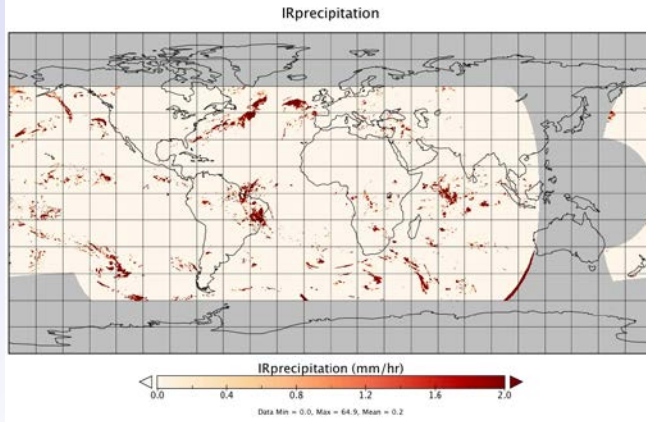 IRprecipitation
IRprecipitation (mm/hr)
0.0 0.4 0.8 1.2 1.6 2.0
Data Min = 0.0, Max = 64.9, Mean = 0.2